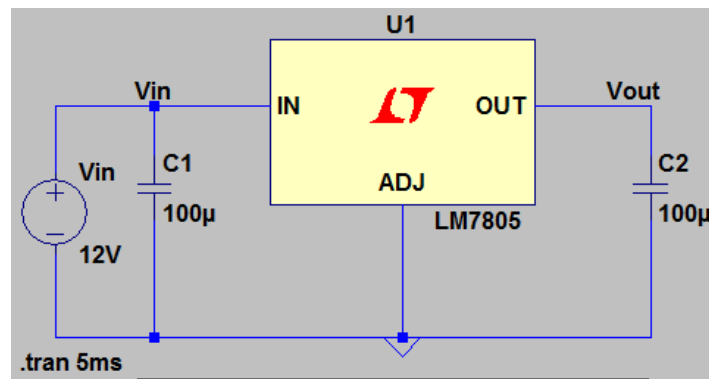 U1
Vin
IN
OUT
Vout
Vin
C1
ADJ
C2
100µ
LM7805
100µ
12V
.tran 5ms